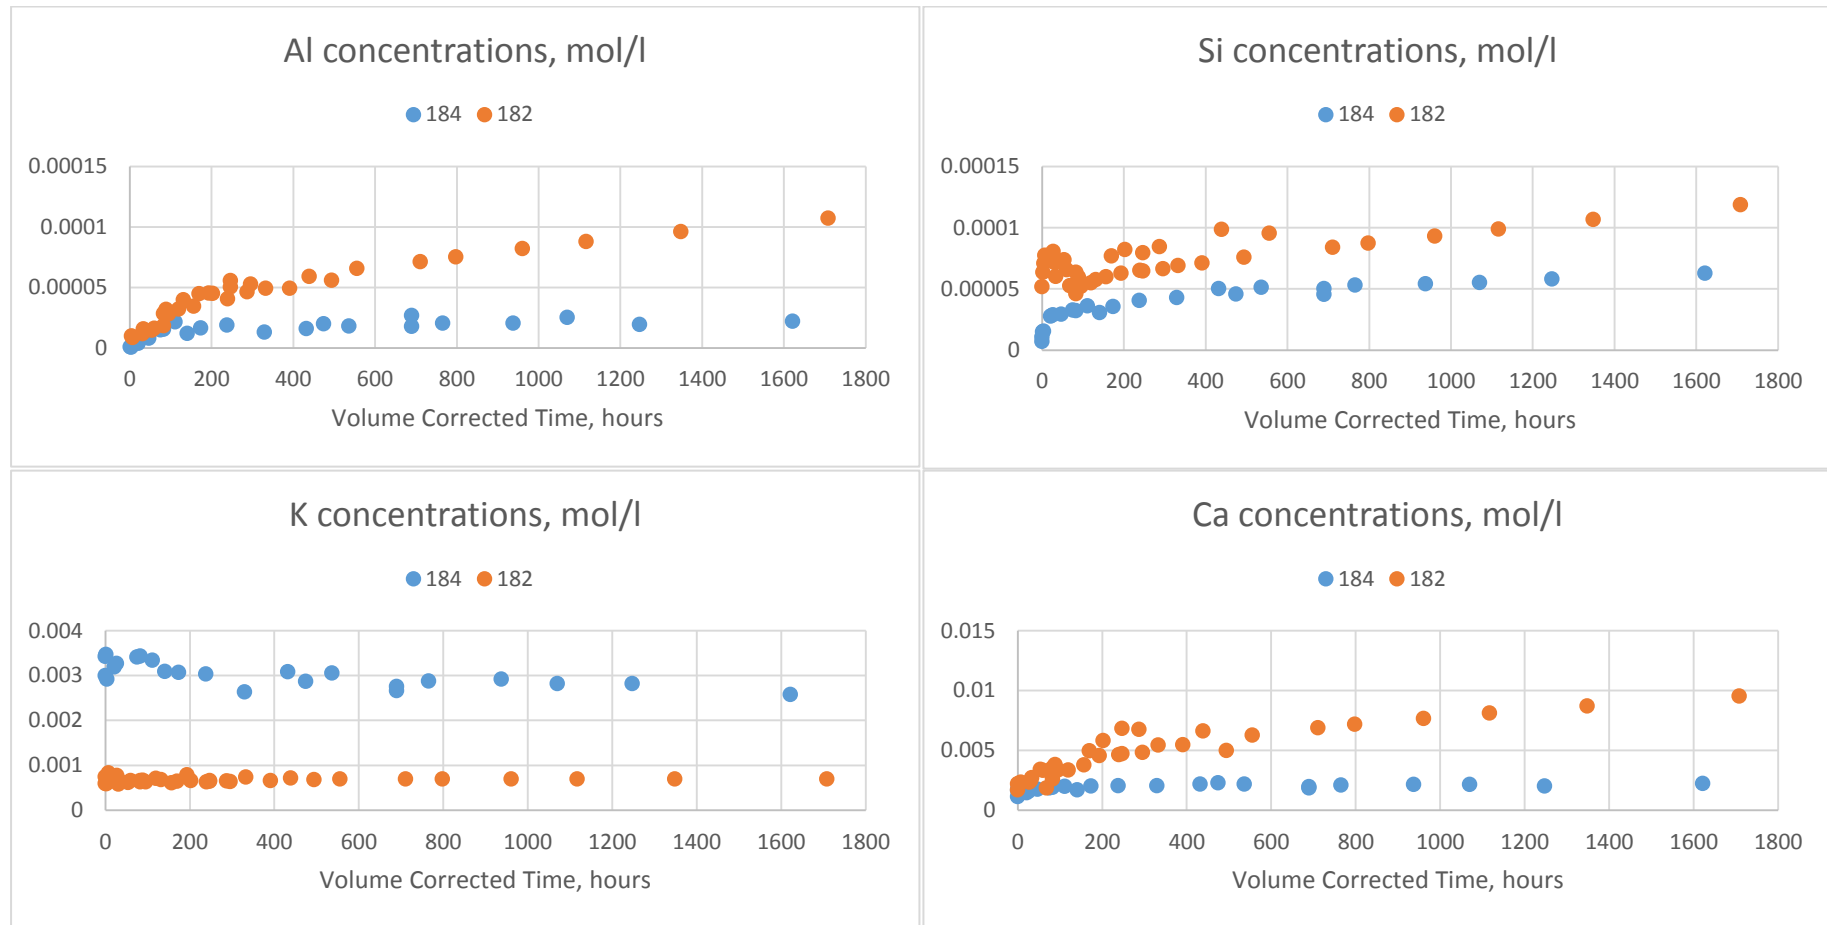 Al concentrations, mol/l
184 182
0.00015
0.0001
0.00005
0
0 200 400 600 800 1000 1200 1400 1600 1800
Volume Corrected Time, hours
Si concentrations, mol/l
184 182
0.00015
0.0001
0.00005
0
0 200 400 600 800 1000 1200 1400 1600 1800
Volume Corrected Time, hours
K concentrations, mol/l
184 182
0.004
0.003
0.002
0.001
0
0 200 400 600 800 1000 1200 1400 1600 1800
Volume Corrected Time, hours
Ca concentrations, mol/l
184 182
0.015
0.01
0.005
0
0 200 400 600 800 1000 1200 1400 1600 1800
Volume Corrected Time, hours